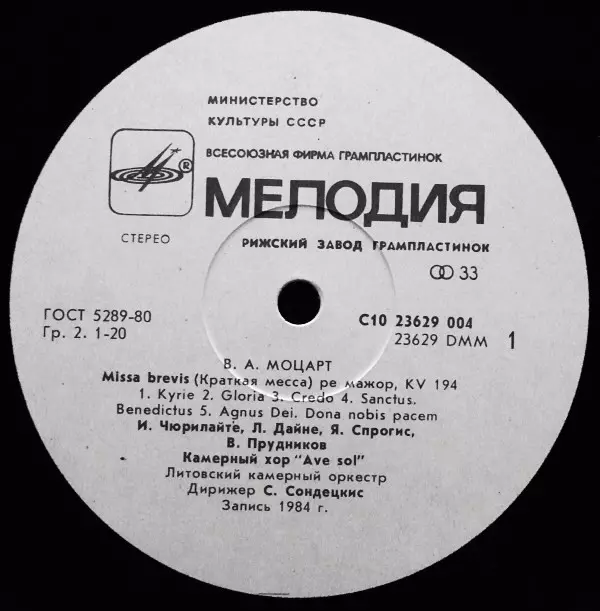 МИНИСТЕРСТВО
КУЛЬТУРЫ СССР
ВСЕСОЮЗНАЯ ФИРМА ГРАМПЛАСТИНОК
®
МЕЛОДИЯ
СТЕРЕО
РИЖСКИЙ ЗАВОД ГРАМПЛАСТИНОК
33
ГОСТ 5289-80
Гр. 2. 1-20
С10 23629 004
23629 DMM 1
В. А. МОЦАРТ
Missa brevis (Краткая месса) ре мажор, KV 194
1. Kyrie 2. Gloria 3. Credo 4. Sanctus.
Benedictus 5. Agnus Dei. Dona nobis pacem
И. Чюрилайте, Л. Дайне, Я. Спрогис,
В. Прудников
Камерный хор "Ave sol"
Литовский камерный оркестр
Дирижер С. Сондецкис
Запись 1984 г.